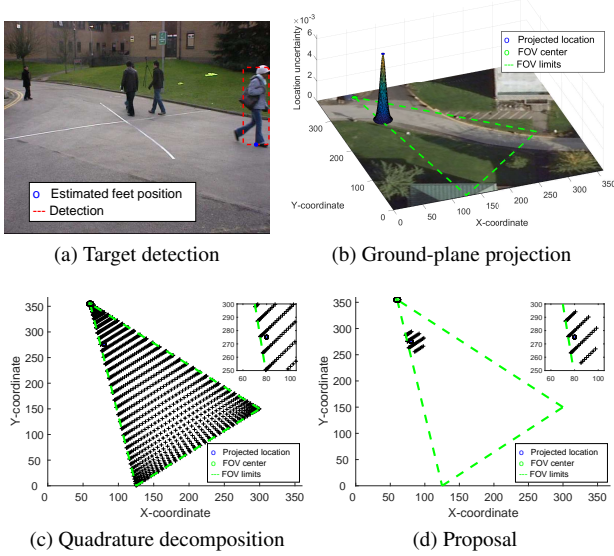 Estimated feet position
Detection
(a) Target detection
×10⁻³
6
4
2
0
Location uncertainty
Projected location
FOV center
FOV limits
300
200
100
0
Y-coordinate
0
50
100
150
200
250
300
350
X-coordinate
(b) Ground-plane projection
350
300
250
200
150
100
50
0
Y-coordinate
0 50 100 150 200 250 300 350
X-coordinate
300
290
280
270
260
250
60 80 100
Projected location
FOV center
FOV limits
(c) Quadrature decomposition
350
300
250
200
150
100
50
0
Y-coordinate
0 50 100 150 200 250 300 350
X-coordinate
300
290
280
270
260
250
60 80 100
Projected location
FOV center
FOV limits
(d) Proposal